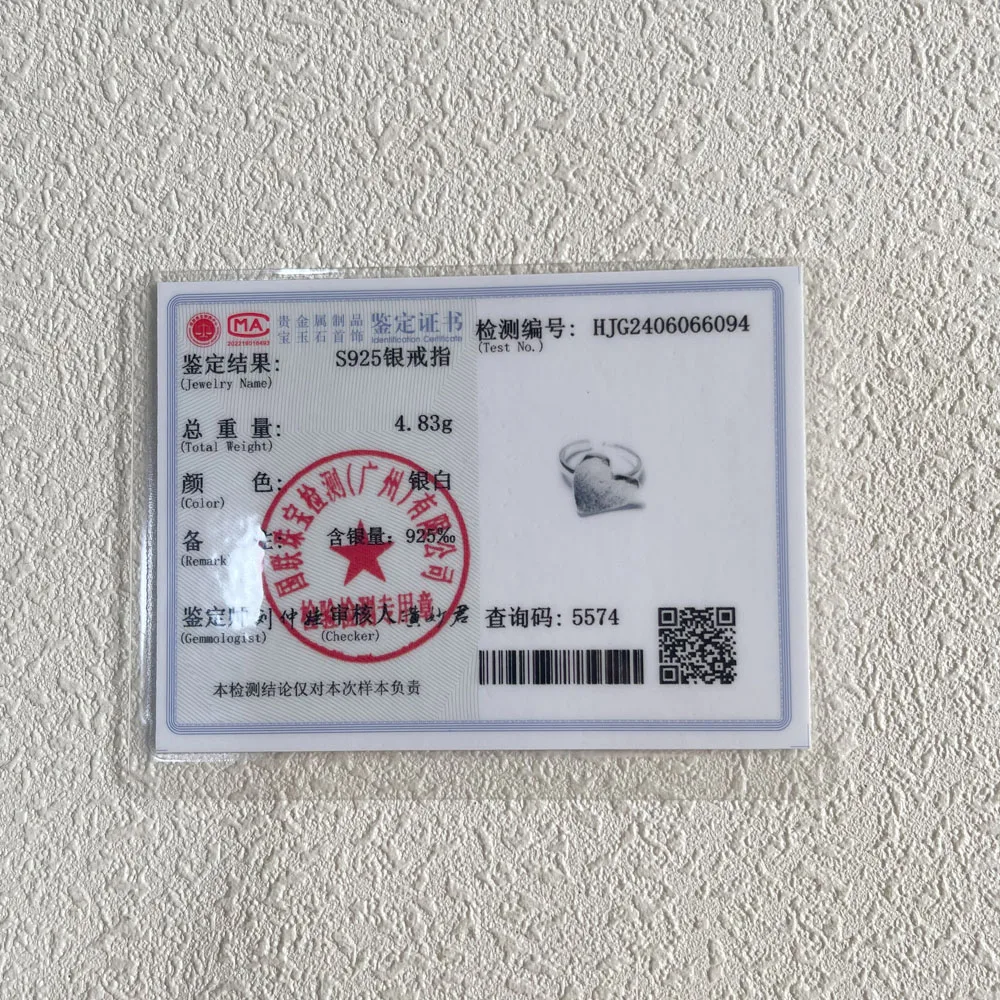 MA
202219016493
贵金属制品
宝玉石首饰
鉴定证书
Identification Certificate
鉴定结果: S925银戒指
(Jewelry Name)
总重量: 4.83g
(Total Weight)
颜色: 银白
(Color)
备注: 含银量: 925‰
(Remark
鉴定师 审核人
(Gemmologist) (Checker)
国联珠宝检测(广州)有限公司
检验检测专用章
本检测结论仅对本次样本负责
检测编号: HJG2406066094
(Test No.)
查询码: 5574